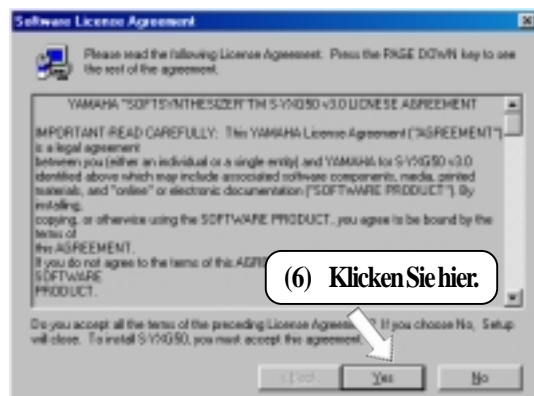 Software License Agreement
Please read the following License Agreement. Press the PAGE DOWN key to see
the rest of the agreement.
YAMAHA "SOFTSYNTHESIZER"TM S-YXG50 v3.0 LICNESE AGREEMENT
IMPORTANT-READ CAREFULLY: This YAMAHA License Agreement ("AGREEMENT")
is a legal agreement
between you (either an individual or a single entity) and YAMAHA for S-YXG50 v3.0
identified above which may include associated software components, media, printed
materials, and "online" or electronic documentation ("SOFTWARE PRODUCT"). By
installing,
copying, or otherwise using the SOFTWARE PRODUCT, you agree to be bound by the
terms of
this AGREEMENT.
If you do not agree to the terms of this
SOFTWARE
PRODUCT.
(6) Klicken Sie hier.
Do you accept all the terms of the preceding License If you choose No, Setup
will close. To install S-YXG50, you must accept this agreement.
Yes
No